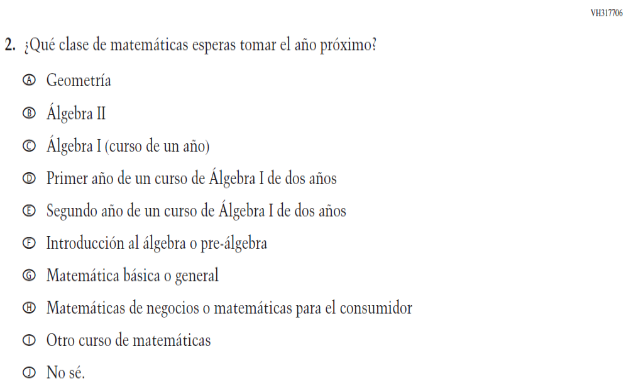 VH317706
2. ¿Qué clase de matemáticas esperas tomar el año próximo?
Ⓐ Geometría
Ⓑ Álgebra II
Ⓒ Álgebra I (curso de un año)
Ⓓ Primer año de un curso de Álgebra I de dos años
Ⓔ Segundo año de un curso de Álgebra I de dos años
Ⓕ Introducción al álgebra o pre-álgebra
Ⓖ Matemática básica o general
Ⓗ Matemáticas de negocios o matemáticas para el consumidor
Ⓘ Otro curso de matemáticas
Ⓙ No sé.